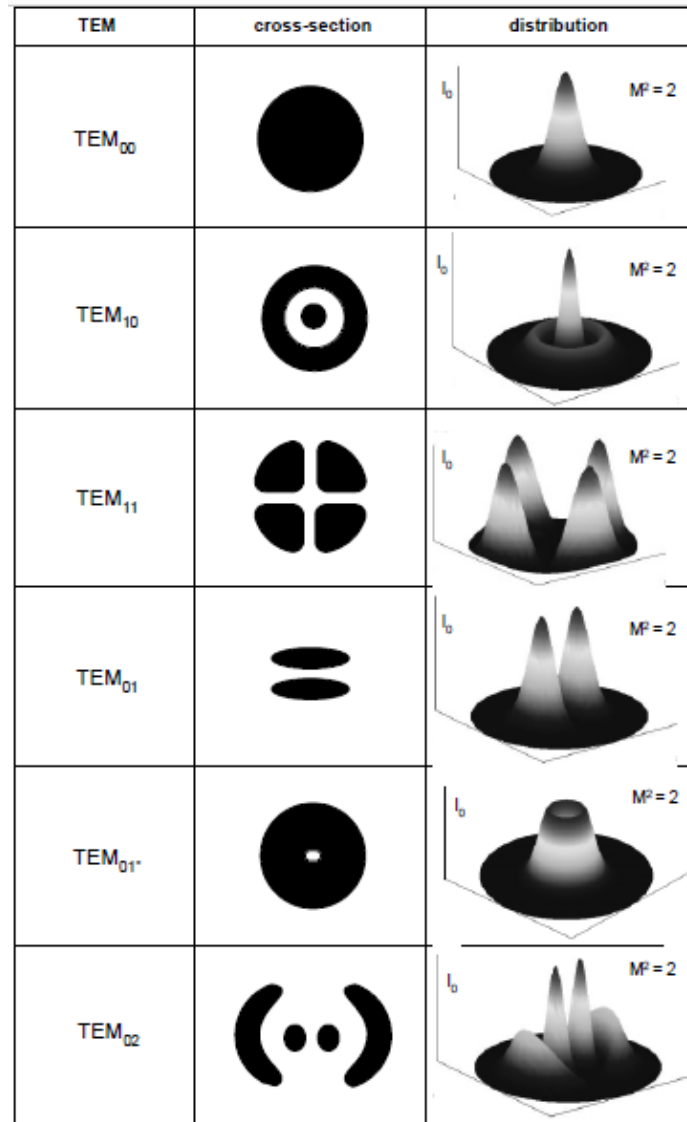 TEM cross-section distribution
TEM₀₀ I₀ M² = 2
TEM₁₀ I₀ M² = 2
TEM₁₁ I₀ M² = 2
TEM₀₁ I₀ M² = 2
TEM₀₁* I₀ M² = 2
TEM₀₂ I₀ M² = 2